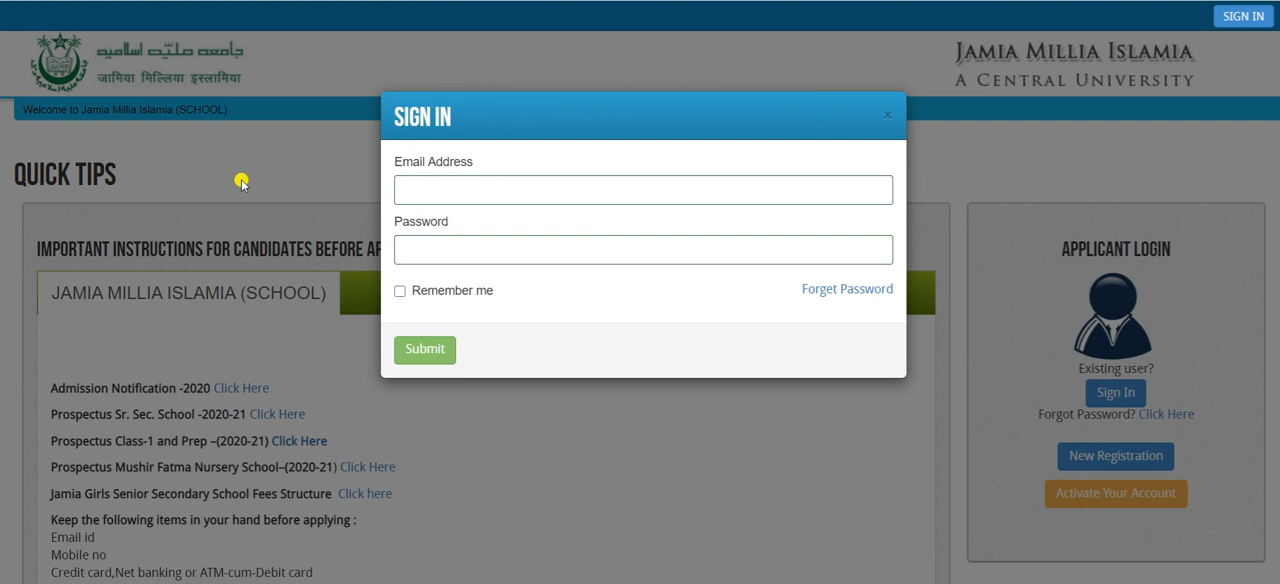 SIGN IN
جامعه ملیّہ اسلامیه
जामिया मिल्लिया इस्लामिया
JAMIA MILLIA ISLAMIA
A CENTRAL UNIVERSITY
Welcome to Jamia Millia Islamia (SCHOOL)
SIGN IN
×
Email Address
Password
Remember me
Forget Password
Submit
QUICK TIPS
IMPORTANT INSTRUCTIONS FOR CANDIDATES BEFORE
JAMIA MILLIA ISLAMIA (SCHOOL)
Admission Notification -2020 Click Here
Prospectus Sr. Sec. School -2020-21 Click Here
Prospectus Class-1 and Prep –(2020-21) Click Here
Prospectus Mushir Fatma Nursery School–(2020-21) Click Here
Jamia Girls Senior Secondary School Fees Structure Click here
Keep the following items in your hand before applying :
Email id
Mobile no
Credit card,Net banking or ATM-cum-Debit card
APPLICANT LOGIN
Existing user?
Sign In
Forgot Password? Click Here
New Registration
Activate Your Account